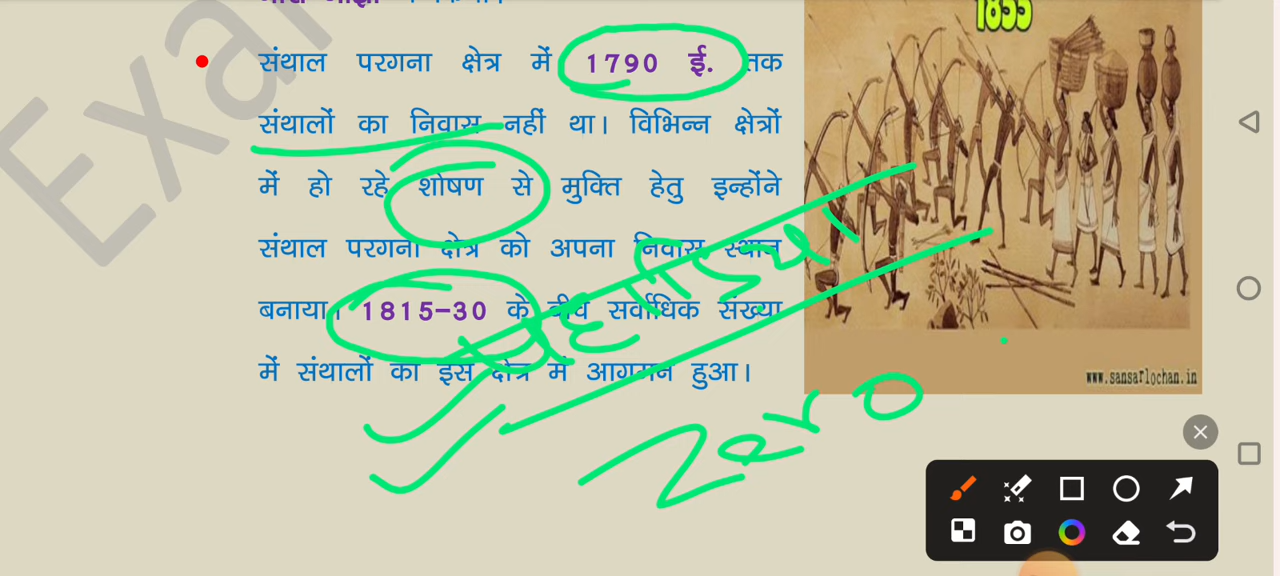 1855
संथाल परगना क्षेत्र में 1790 ई. तक
संथालों का निवास नहीं था। विभिन्न क्षेत्रों
में हो रहे शोषण से मुक्ति हेतु इन्होंने
संथाल परगना क्षेत्र को अपना निवास स्थान
बनाया। 1815-30 के बीच सर्वाधिक संख्या
में संथालों का इस क्षेत्र में आगमन हुआ।
www.sansarlochan.in
Zero
Exa